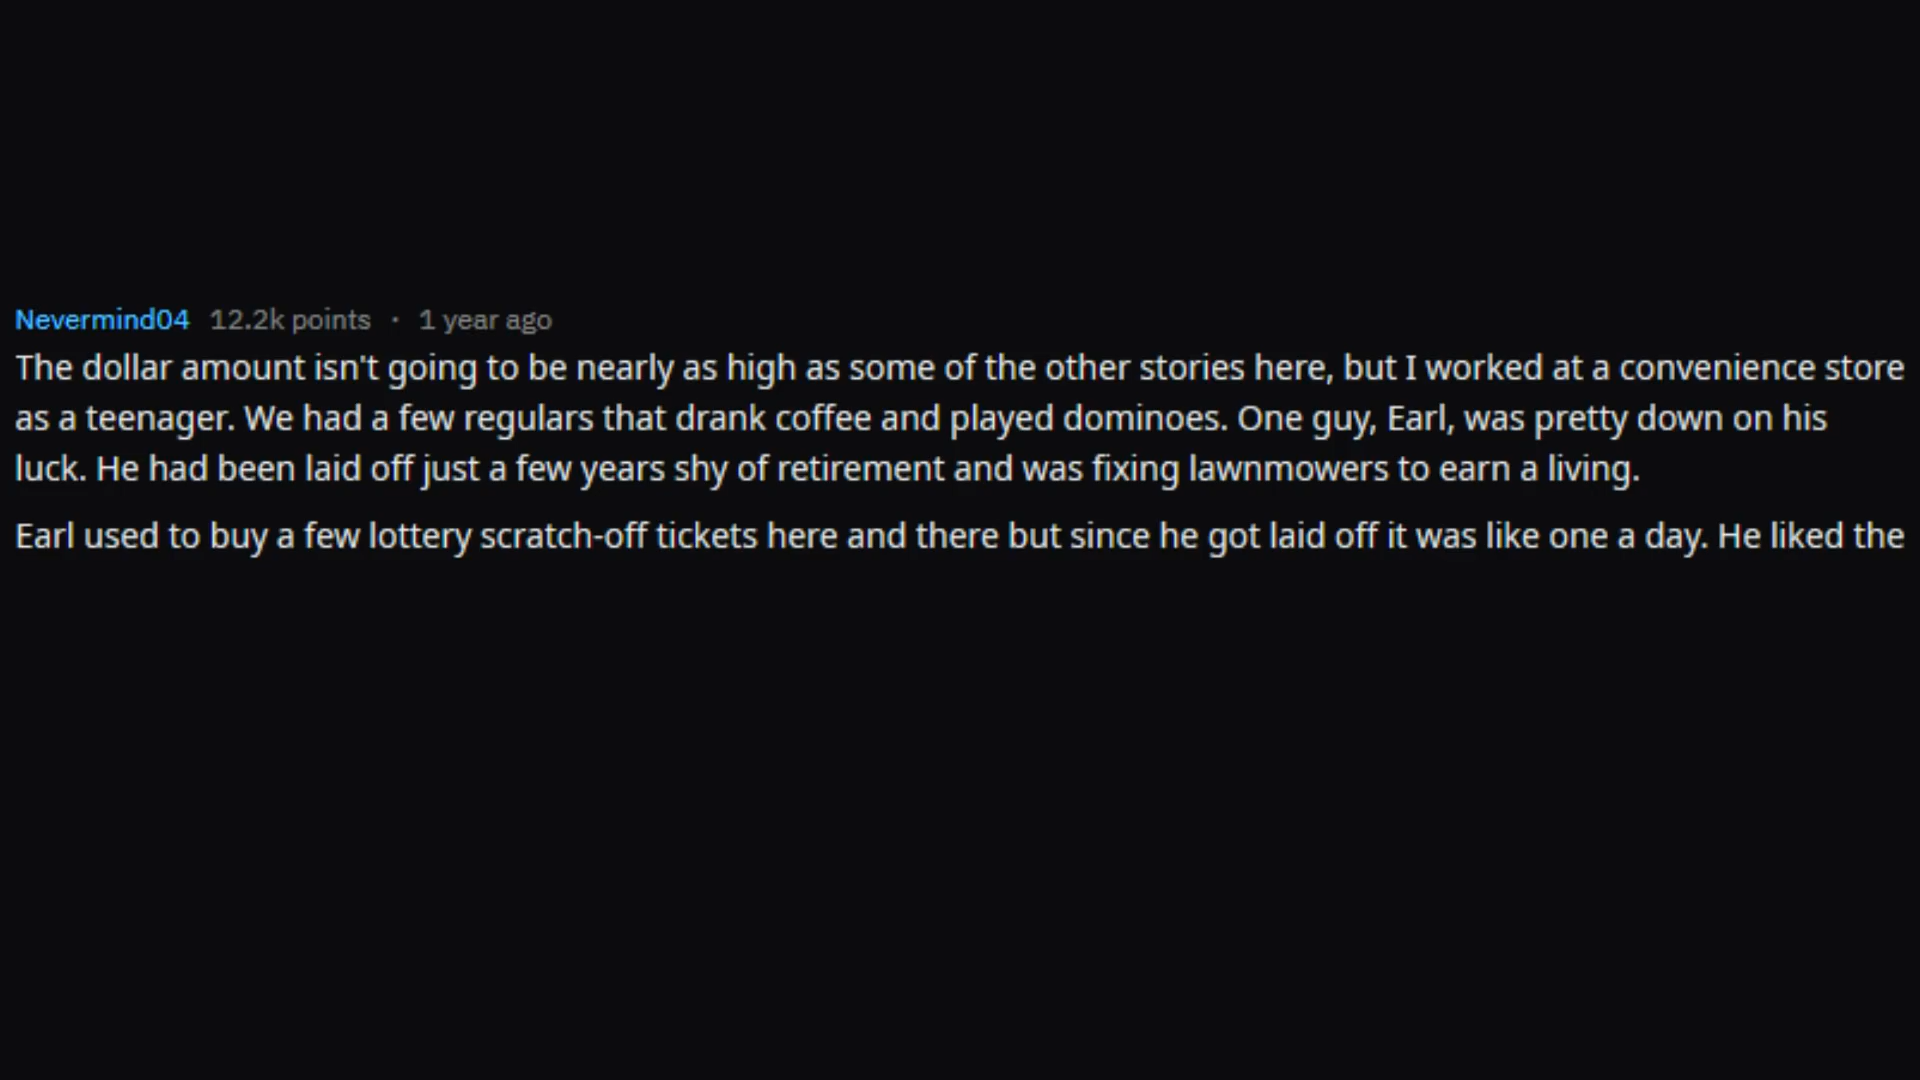 Nevermind04 12.2k points · 1 year ago
The dollar amount isn't going to be nearly as high as some of the other stories here, but I worked at a convenience store
as a teenager. We had a few regulars that drank coffee and played dominoes. One guy, Earl, was pretty down on his
luck. He had been laid off just a few years shy of retirement and was fixing lawnmowers to earn a living.
Earl used to buy a few lottery scratch-off tickets here and there but since he got laid off it was like one a day. He liked the